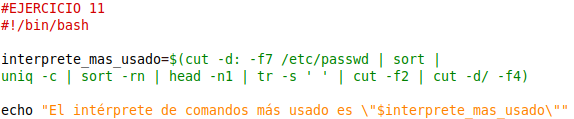 #EJERCICIO 11
#!/bin/bash
interprete_mas_usado=$(cut -d: -f7 /etc/passwd | sort |
uniq -c | sort -rn | head -n1 | tr -s ' ' | cut -f2 | cut -d/ -f4)
echo "El intérprete de comandos más usado es \"$interprete_mas_usado\""